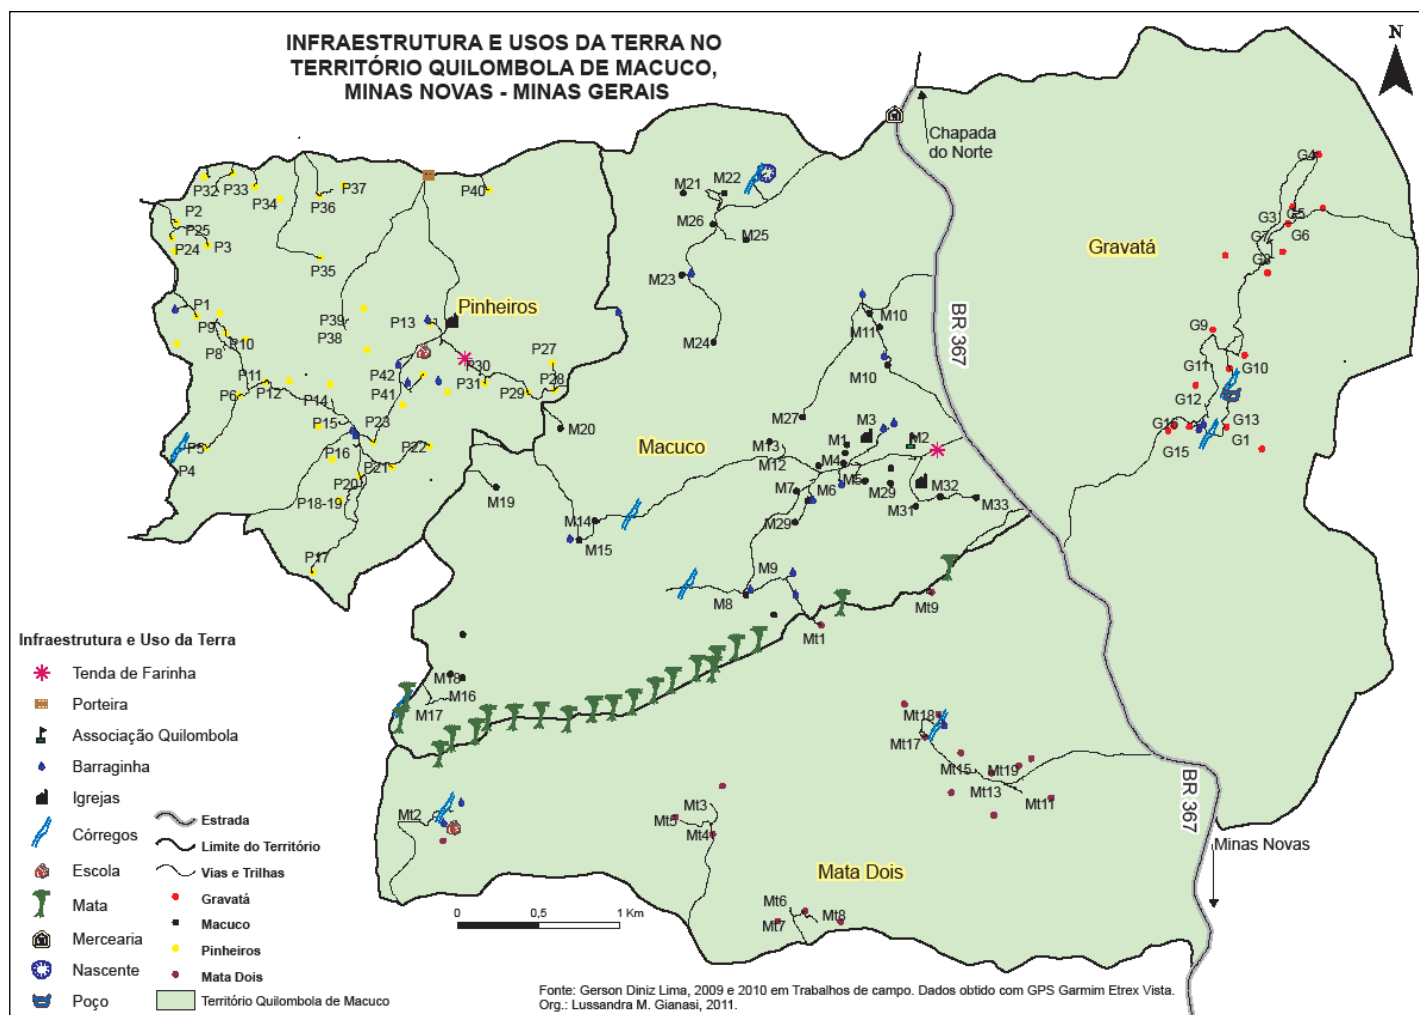 INFRAESTRUTURA E USOS DA TERRA NO
TERRITÓRIO QUILOMBOLA DE MACUCO,
MINAS NOVAS - MINAS GERAIS
N
Chapada
do Norte
P32
P33
P34
P37
P36
P40
P2
P25
P24
P3
P35
P1
P9
P8
P10
P39
P38
P13
Pinheiros
P42
P41
P30
P31
P27
P28
P29
P11
P12
P6
P14
P15
P23
P5
P4
P16
P22
P21
P20
P18-19
P17
M21
M22
M26
M25
M23
M24
M10
M11
M10
M27
M3
M2
M1
M13
M12
M4
M5
M6
M7
M29
M29
M32
M33
M31
M20
Macuco
M19
M14
M15
M9
M8
M18
M16
M17
Gravatá
G4
G5
G3
G6
G7
G8
G9
G11
G10
G12
G13
G16
G1
G15
BR 367
BR 367
Mt9
Mt1
Mt18
Mt17
Mt15
Mt19
Mt13
Mt11
Mt2
Mt3
Mt5
Mt4
Mt6
Mt7
Mt8
Mata Dois
Minas Novas
Infraestrutura e Uso da Terra
Tenda de Farinha
Porteira
Associação Quilombola
Barraginha
Igrejas
Córregos
Escola
Mata
Mercearia
Nascente
Poço
Estrada
Limite do Território
Vias e Trilhas
Gravatá
Macuco
Pinheiros
Mata Dois
Território Quilombola de Macuco
0 0,5 1 Km
Fonte: Gerson Diniz Lima, 2009 e 2010 em Trabalhos de campo. Dados obtido com GPS Garmim Etrex Vista.
Org.: Lussandra M. Gianasi, 2011.